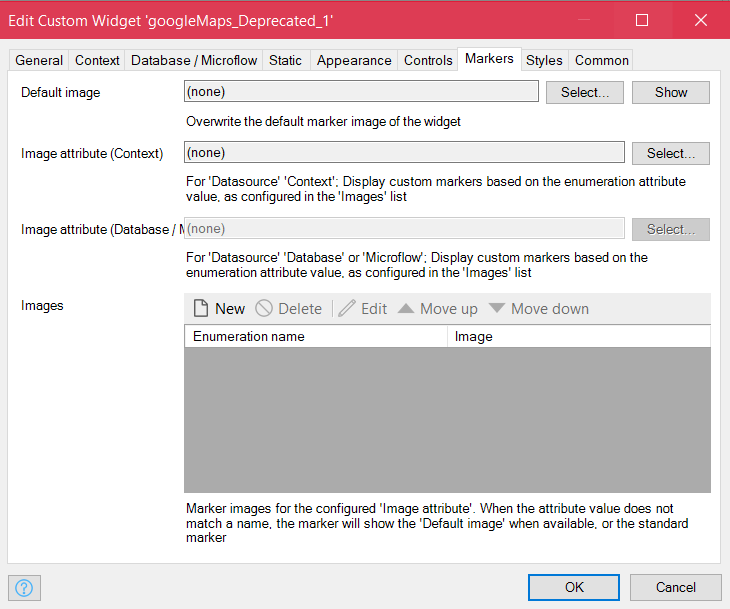 Edit Custom Widget 'googleMaps_Deprecated_1'
General Context Database / Microflow Static Appearance Controls Markers Styles Common
Default image (none) Select... Show
Overwrite the default marker image of the widget
Image attribute (Context) (none) Select...
For 'Datasource' 'Context'; Display custom markers based on the enumeration attribute
value, as configured in the 'Images' list
Image attribute (Database / M (none) Select...
For 'Datasource' 'Database' or 'Microflow'; Display custom markers based on the
enumeration attribute value, as configured in the 'Images' list
Images New Delete Edit Move up Move down
Enumeration name Image
Marker images for the configured 'Image attribute'. When the attribute value does not
match a name, the marker will show the 'Default image' when available, or the standard
marker
? OK Cancel